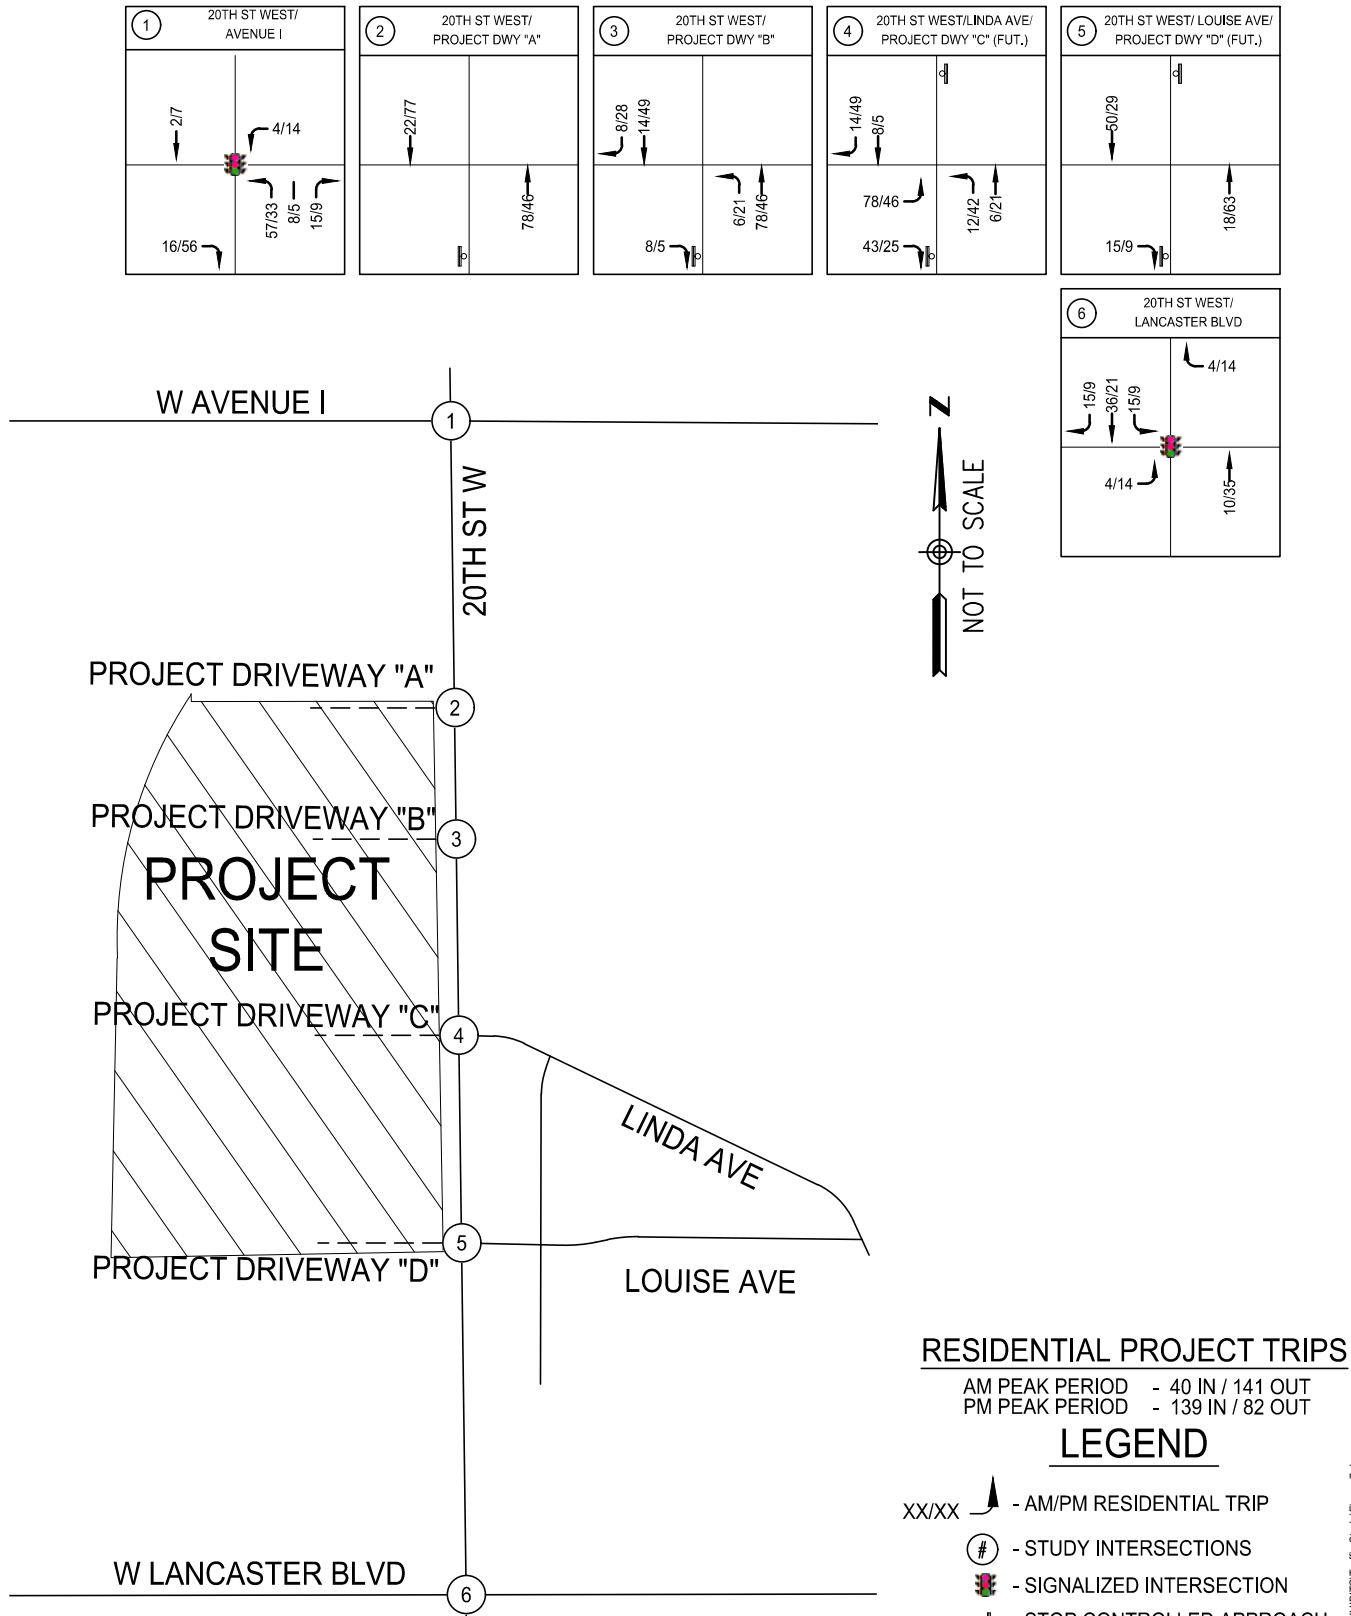 1
20TH ST WEST/
AVENUE I
2/7
4/14
57/33
8/5
15/9
16/56
2
20TH ST WEST/
PROJECT DWY "A"
22/77
78/46
3
20TH ST WEST/
PROJECT DWY "B"
8/28
14/49
6/21
78/46
8/5
4
20TH ST WEST/LINDA AVE/
PROJECT DWY "C" (FUT.)
14/49
8/5
78/46
12/42
6/21
43/25
5
20TH ST WEST/ LOUISE AVE/
PROJECT DWY "D" (FUT.)
50/29
18/63
15/9
6
20TH ST WEST/
LANCASTER BLVD
4/14
15/9
36/21
15/9
4/14
10/35
W AVENUE I
1
20TH ST W
Z
NOT TO SCALE
PROJECT DRIVEWAY "A"
2
PROJECT DRIVEWAY "B"
3
PROJECT
SITE
PROJECT DRIVEWAY "C"
4
LINDA AVE
5
PROJECT DRIVEWAY "D"
LOUISE AVE
RESIDENTIAL PROJECT TRIPS
AM PEAK PERIOD - 40 IN / 141 OUT
PM PEAK PERIOD - 139 IN / 82 OUT
LEGEND
XX/XX - AM/PM RESIDENTIAL TRIP
# - STUDY INTERSECTIONS
- SIGNALIZED INTERSECTION
- STOP CONTROLLED APPROACH
W LANCASTER BLVD
6